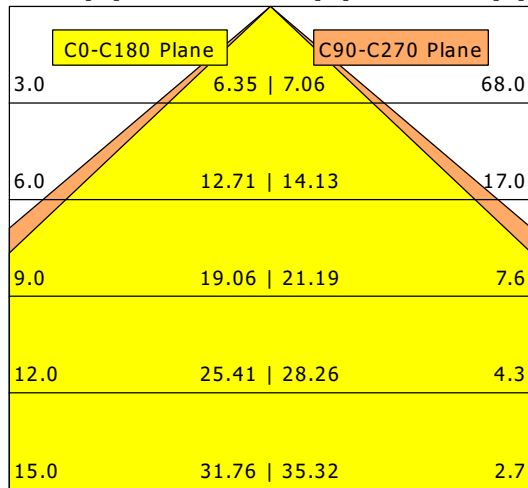 C0-C180 Plane C90-C270 Plane
3.0 6.35 | 7.06 68.0
6.0 12.71 | 14.13 17.0
9.0 19.06 | 21.19 7.6
12.0 25.41 | 28.26 4.3
15.0 31.76 | 35.32 2.7